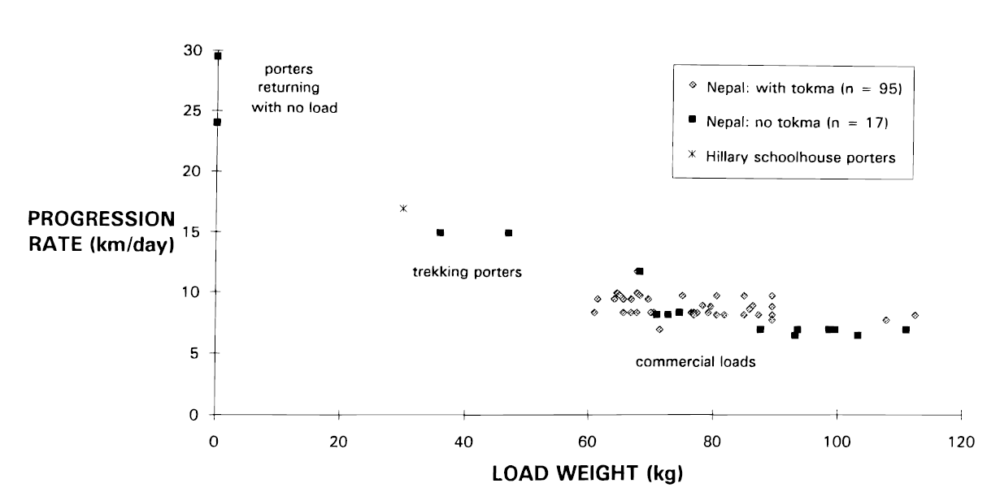 30
porters
returning
with no load
25
20
PROGRESSION
RATE (km/day)
15
trekking porters
10
commercial loads
5
0
0 20 40 60 80 100 120
LOAD WEIGHT (kg)
Nepal: with tokma (n = 95)
Nepal: no tokma (n = 17)
Hillary schoolhouse porters